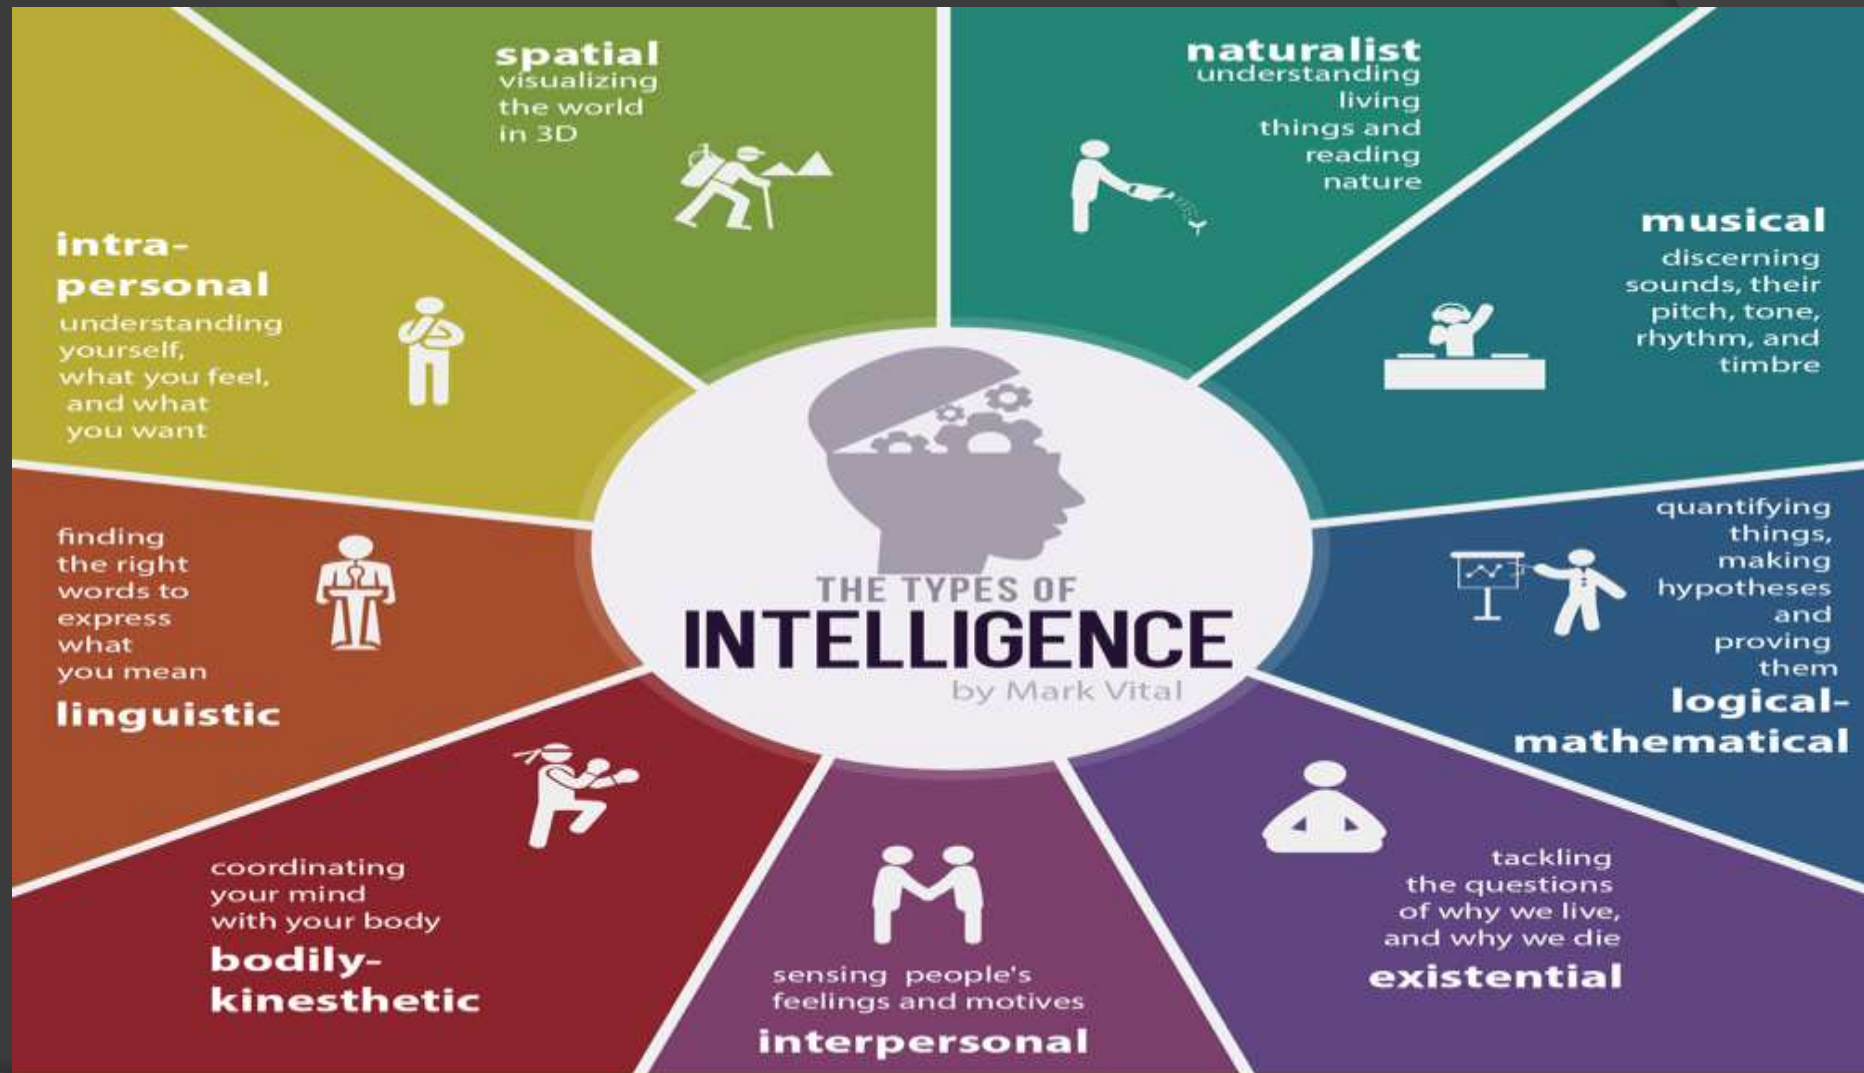 spatial
visualizing
the world
in 3D
naturalist
understanding
living
things and
reading
nature
musical
discerning
sounds, their
pitch, tone,
rhythm, and
timbre
quantifying
things,
making
hypotheses
and
proving
them
logical-
mathematical
tackling
the questions
of why we live,
and why we die
existential
sensing people's
feelings and motives
interpersonal
coordinating
your mind
with your body
bodily-
kinesthetic
finding
the right
words to
express
what
you mean
linguistic
intra-
personal
understanding
yourself,
what you feel,
and what
you want
THE TYPES OF
INTELLIGENCE
by Mark Vital